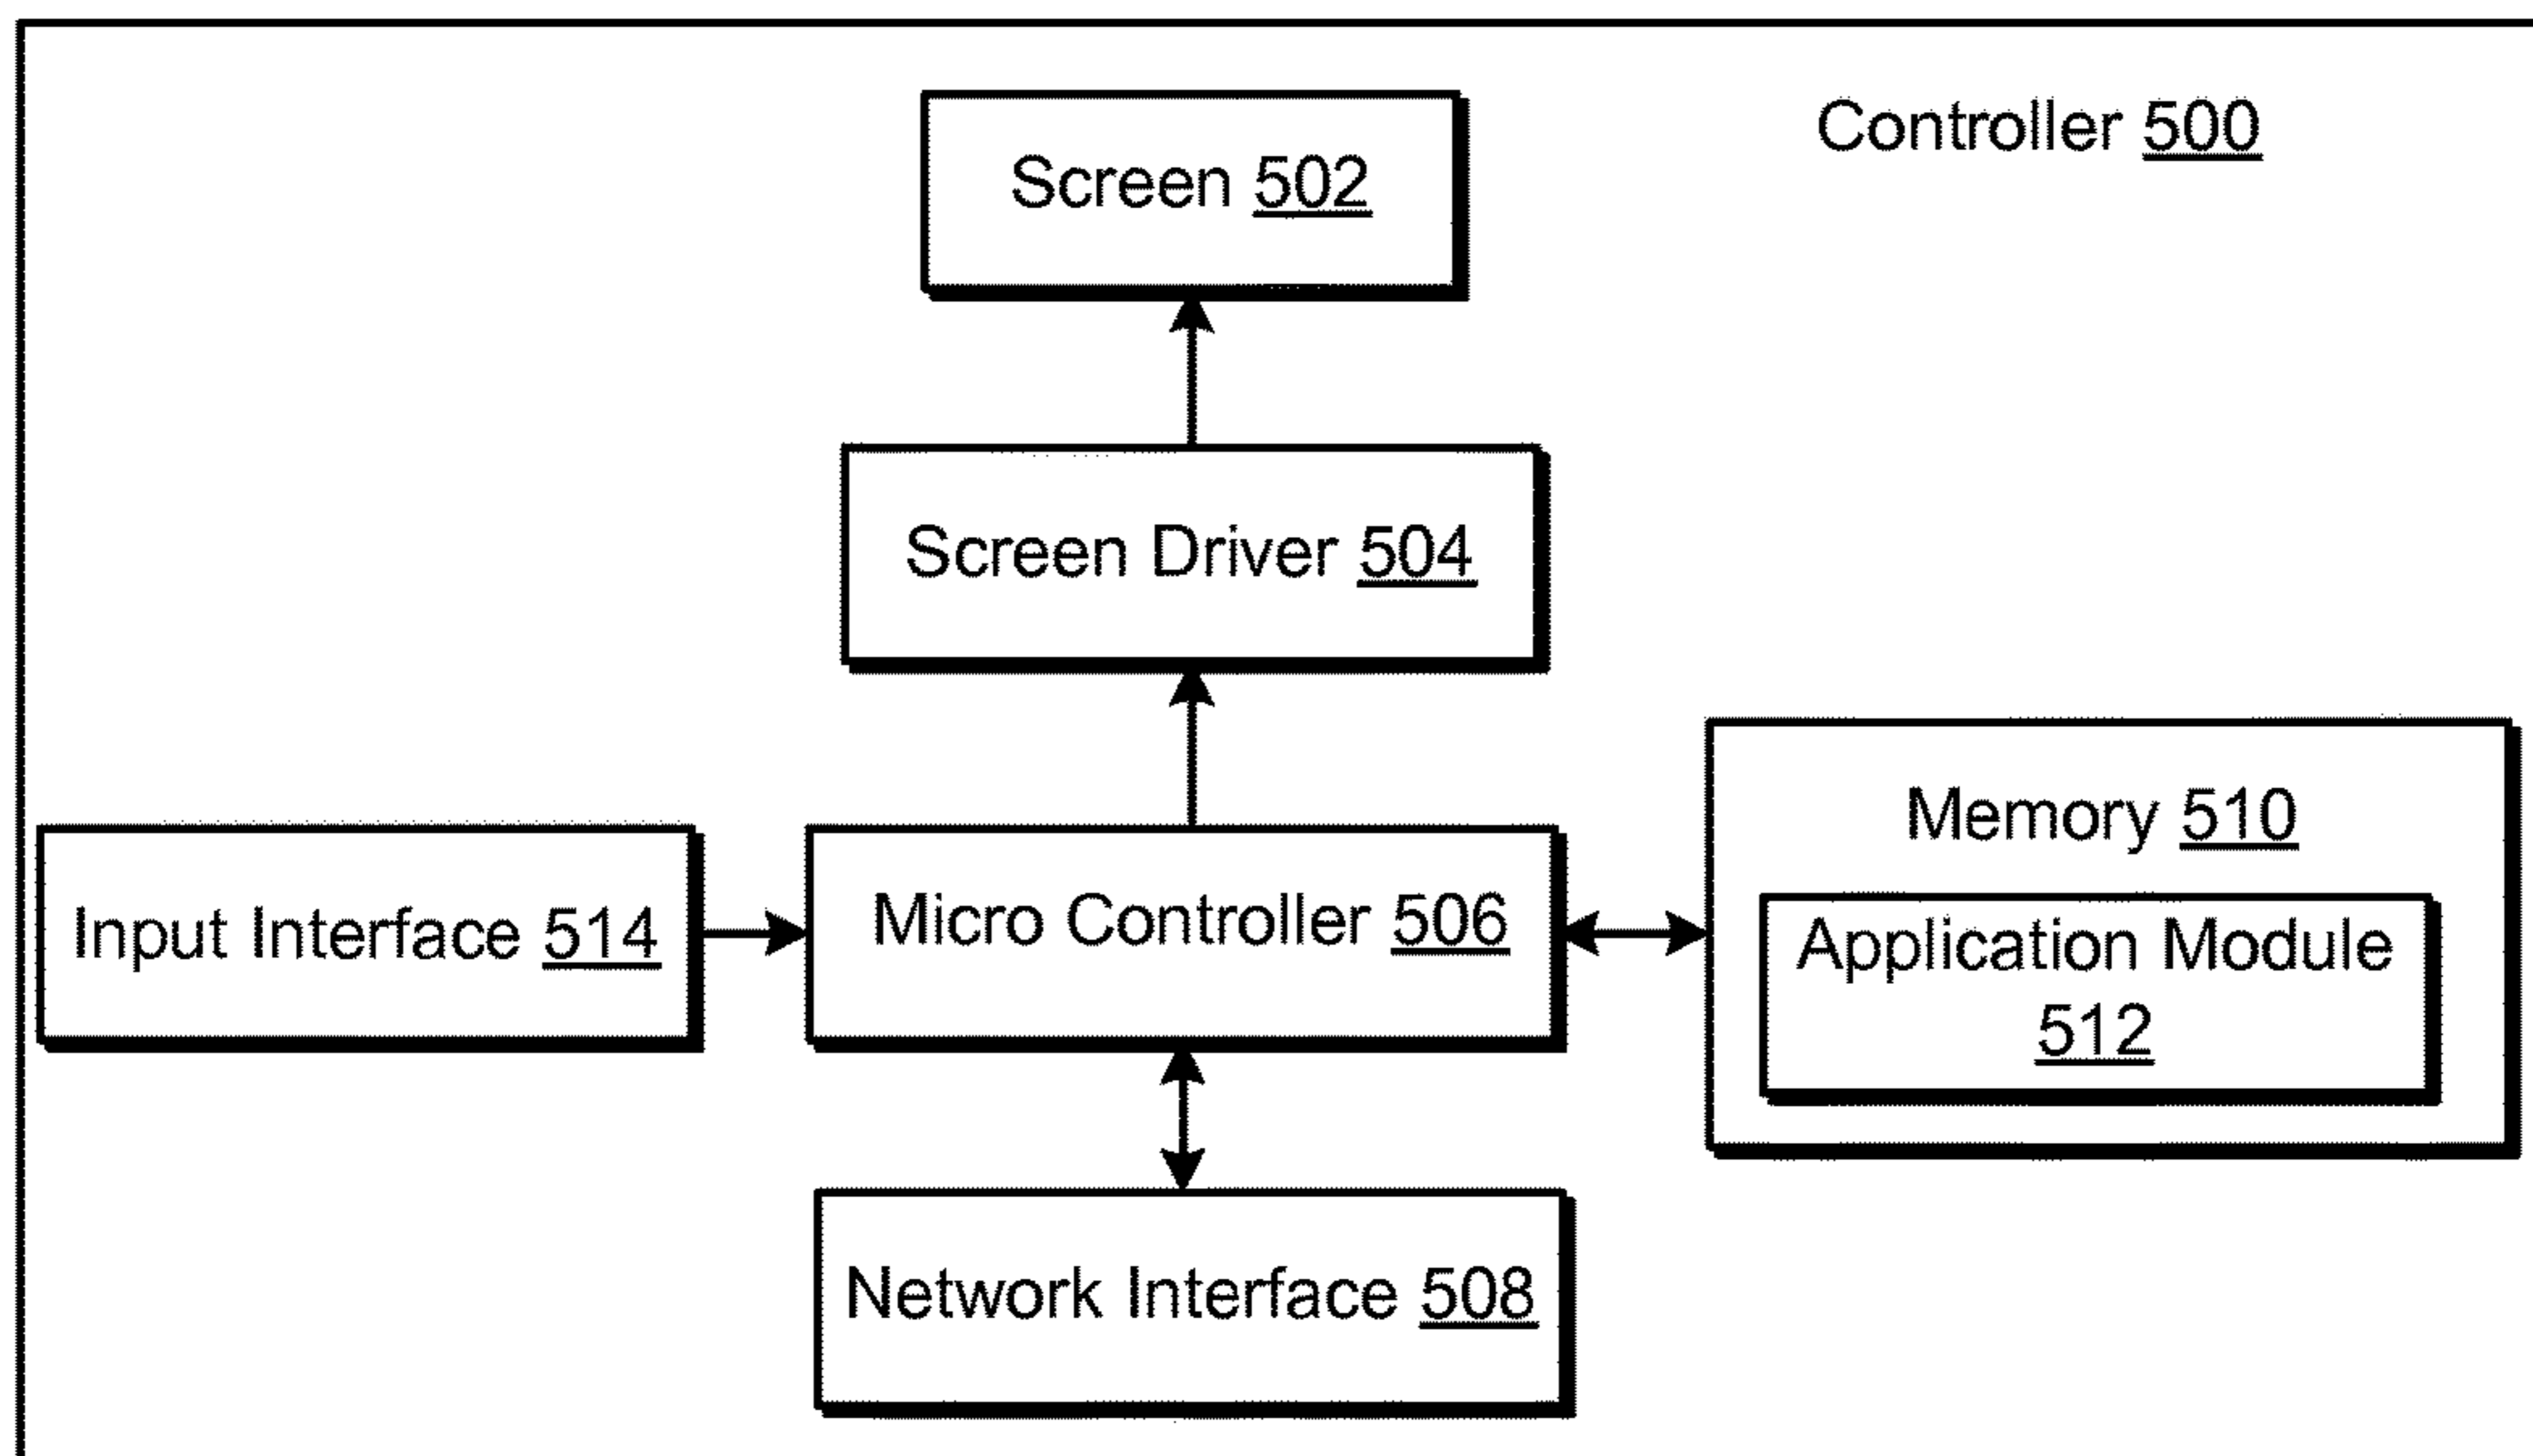 Controller 500
Screen 502
Screen Driver 504
Memory 510
Input Interface 514
Micro Controller 506
Application Module
512
Network Interface 508